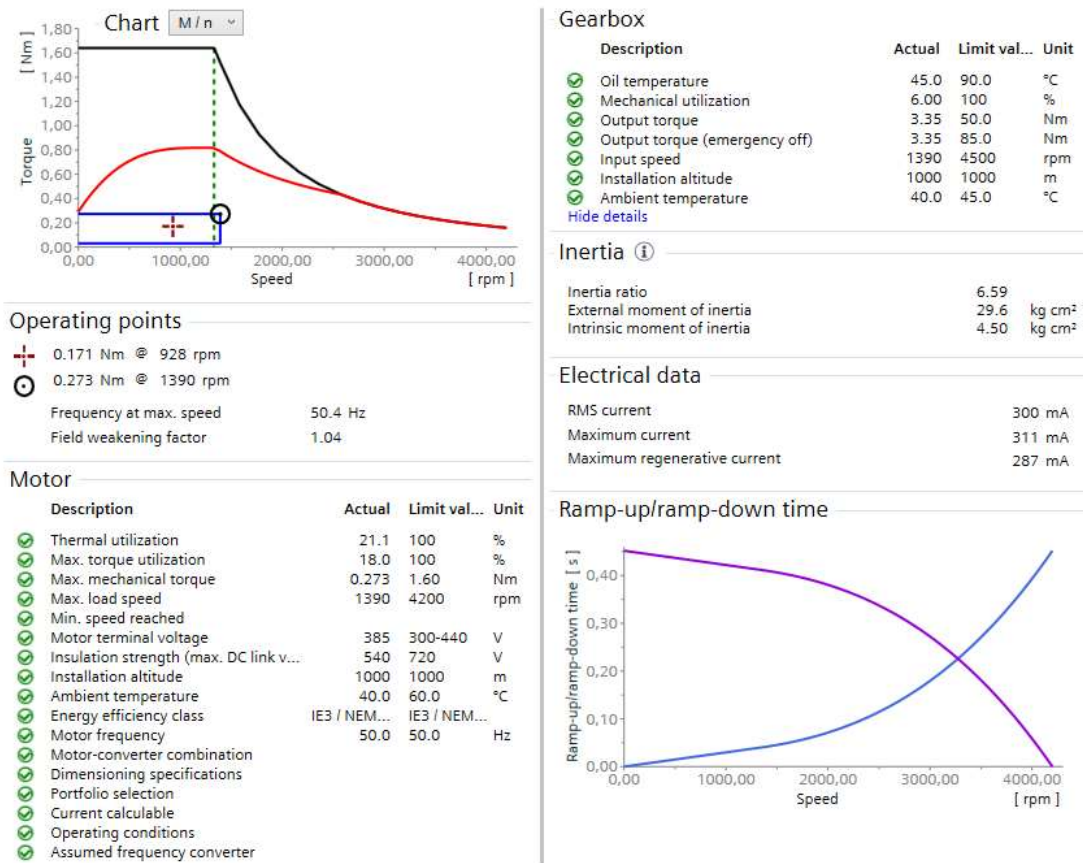 Chart M / n
[ Nm ]
Torque
1,80
1,60
1,40
1,20
1,00
0,80
0,60
0,40
0,20
0,00
0,00 1000,00 2000,00 3000,00 4000,00
Speed [ rpm ]
Operating points
0.171 Nm @ 928 rpm
0.273 Nm @ 1390 rpm
Frequency at max. speed 50.4 Hz
Field weakening factor 1.04
Motor
Description Actual Limit val... Unit
Thermal utilization 21.1 100 %
Max. torque utilization 18.0 100 %
Max. mechanical torque 0.273 1.60 Nm
Max. load speed 1390 4200 rpm
Min. speed reached
Motor terminal voltage 385 300-440 V
Insulation strength (max. DC link v... 540 720 V
Installation altitude 1000 1000 m
Ambient temperature 40.0 60.0 °C
Energy efficiency class IE3 / NEM... IE3 / NEM...
Motor frequency 50.0 50.0 Hz
Motor-converter combination
Dimensioning specifications
Portfolio selection
Current calculable
Operating conditions
Assumed frequency converter
Gearbox
Description Actual Limit val... Unit
Oil temperature 45.0 90.0 °C
Mechanical utilization 6.00 100 %
Output torque 3.35 50.0 Nm
Output torque (emergency off) 3.35 85.0 Nm
Input speed 1390 4500 rpm
Installation altitude 1000 1000 m
Ambient temperature 40.0 45.0 °C
Hide details
Inertia i
Inertia ratio 6.59
External moment of inertia 29.6 kg cm²
Intrinsic moment of inertia 4.50 kg cm²
Electrical data
RMS current 300 mA
Maximum current 311 mA
Maximum regenerative current 287 mA
Ramp-up/ramp-down time
Ramp-up/ramp-down time [ s ]
0,40
0,30
0,20
0,10
0,00
0,00 1000,00 2000,00 3000,00 4000,00
Speed [ rpm ]